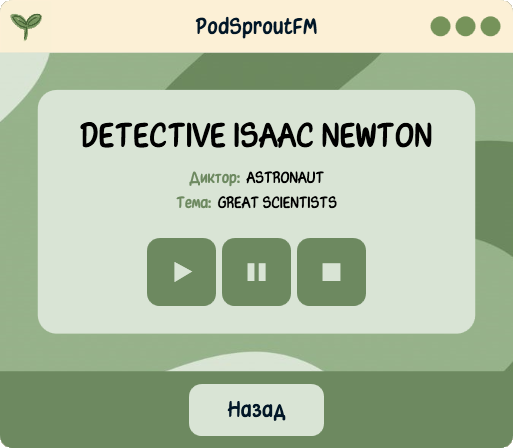 PodSproutFM
DETECTIVE ISAAC NEWTON
Диктор: ASTRONAUT
Тема: GREAT SCIENTISTS
Назад